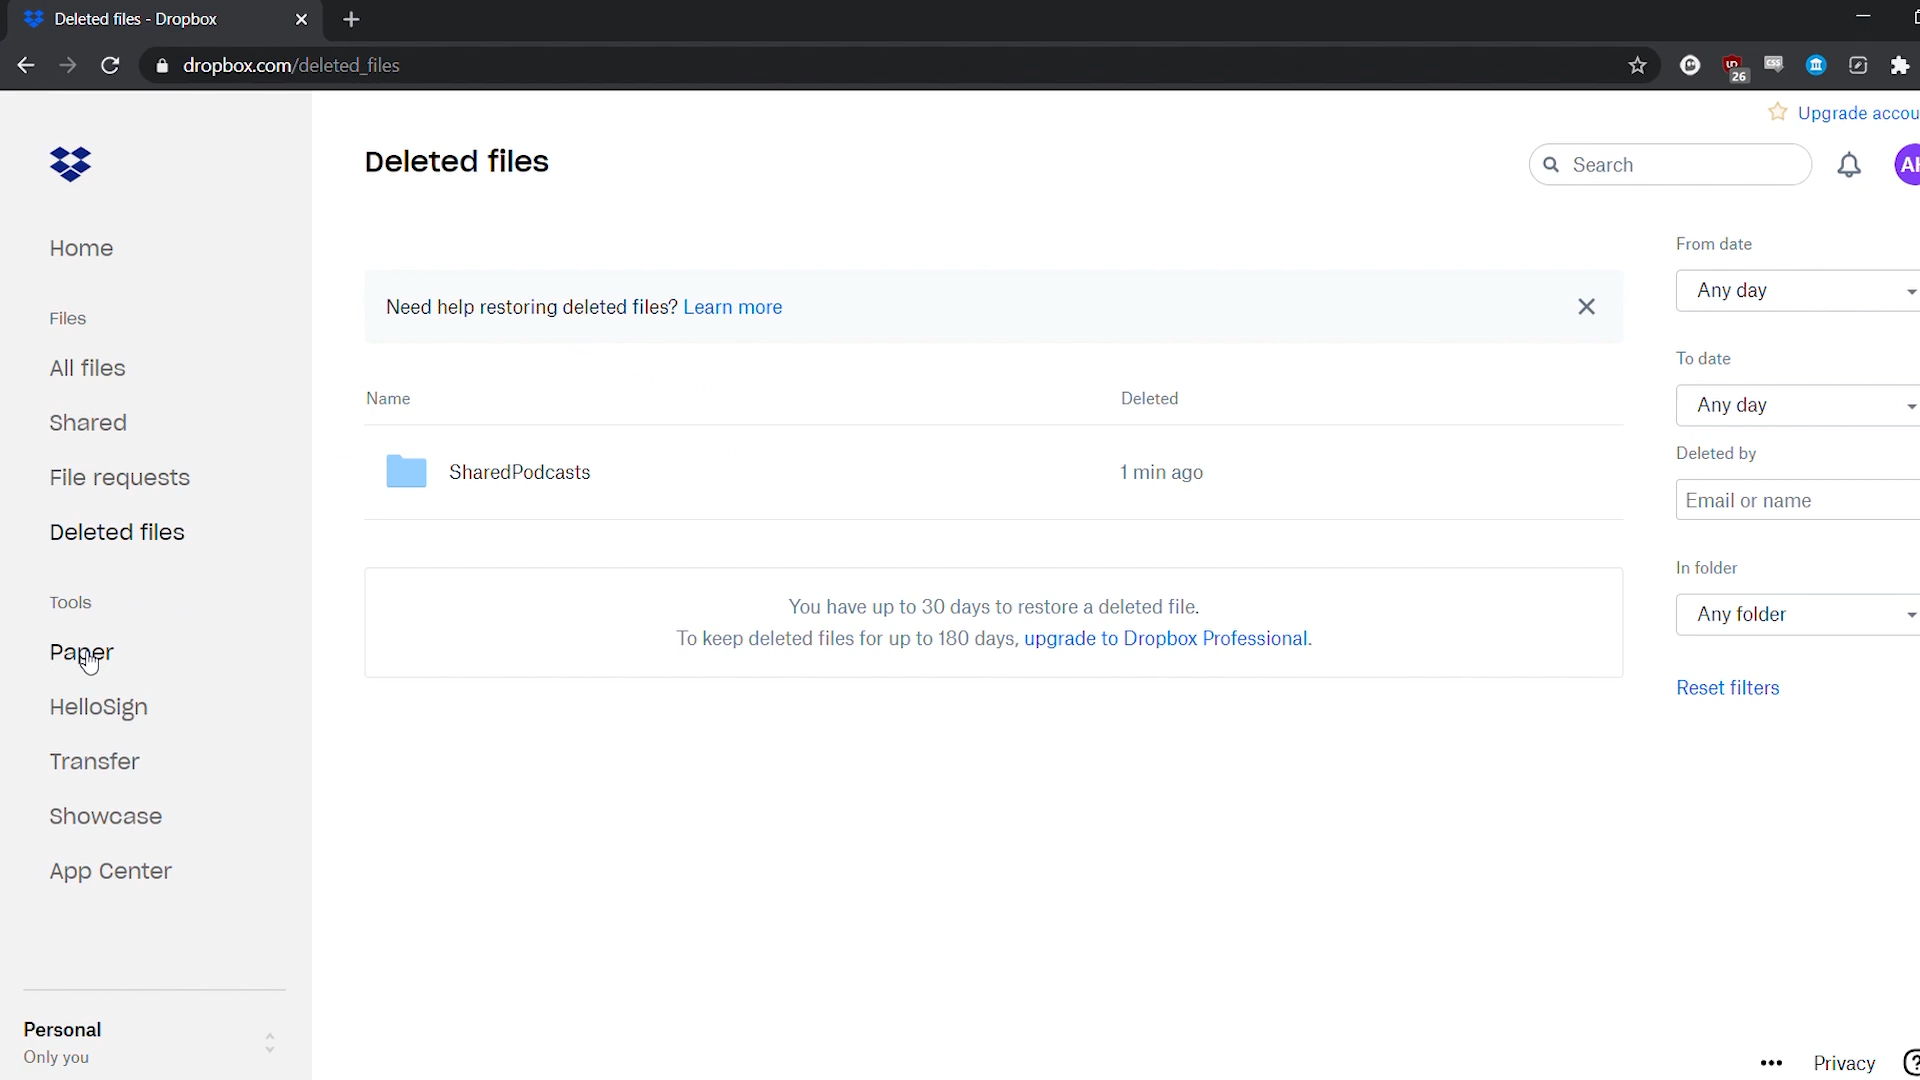 Deleted files - Dropbox
dropbox.com/deleted_files
26
CSS
Upgrade accou
Deleted files
Search
Home
Files
All files
Shared
File requests
Deleted files
Tools
Paper
HelloSign
Transfer
Showcase
App Center
Personal
Only you
Need help restoring deleted files? Learn more
Name Deleted
SharedPodcasts 1 min ago
You have up to 30 days to restore a deleted file.
To keep deleted files for up to 180 days, upgrade to Dropbox Professional.
From date
Any day
To date
Any day
Deleted by
Email or name
In folder
Any folder
Reset filters
Privacy